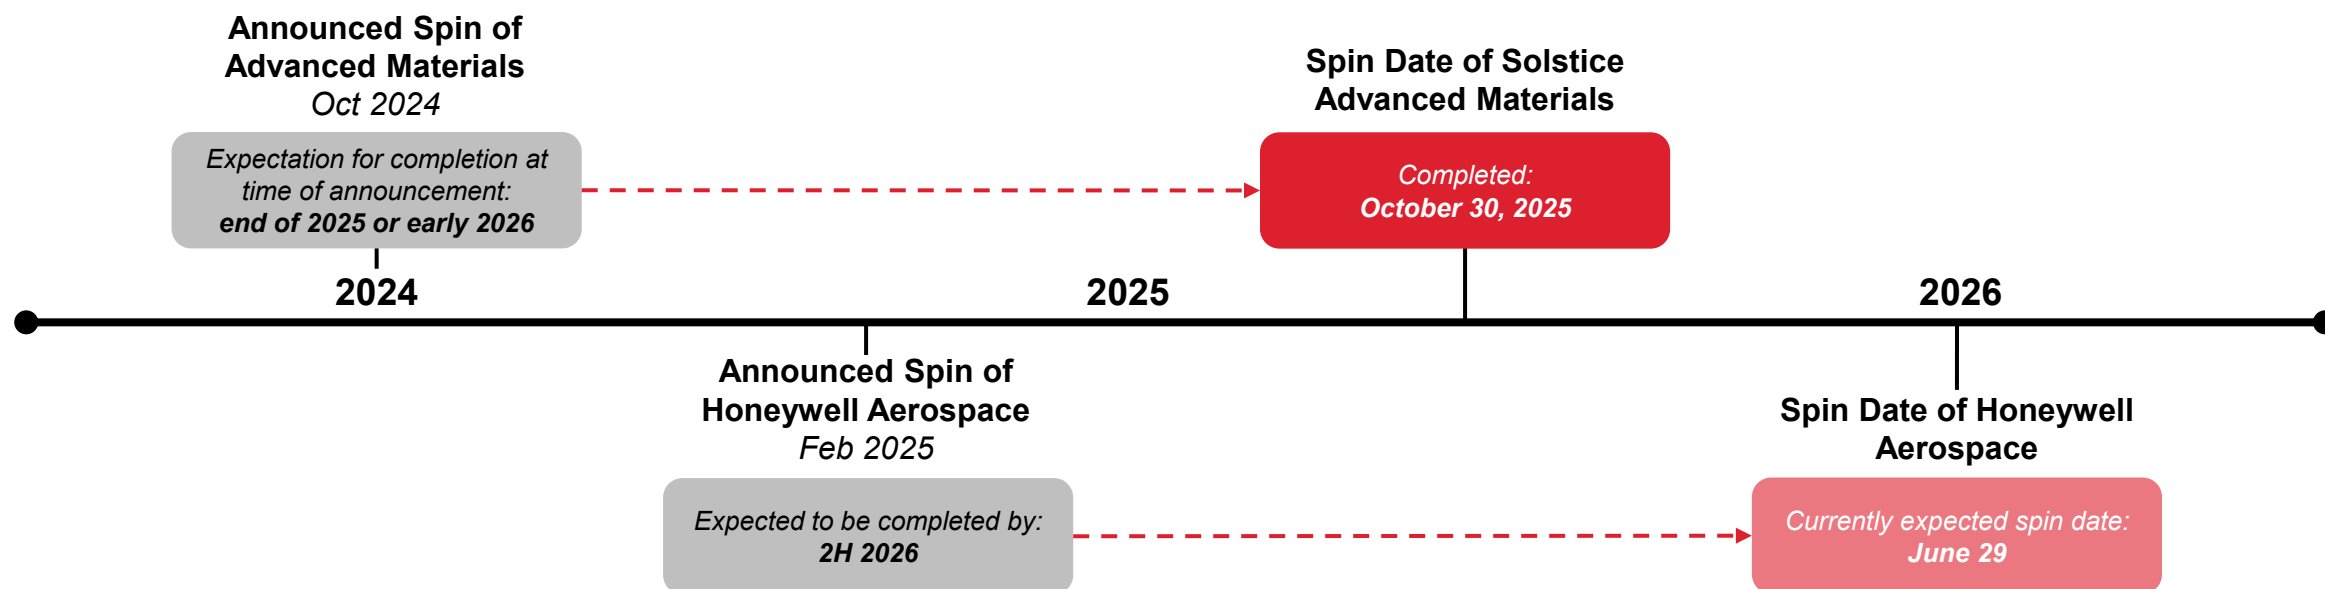 Announced Spin of
Advanced Materials
Oct 2024
Expectation for completion at
time of announcement:
end of 2025 or early 2026
Spin Date of Solstice
Advanced Materials
Completed:
October 30, 2025
2024
2025
2026
Announced Spin of
Honeywell Aerospace
Feb 2025
Expected to be completed by:
2H 2026
Spin Date of Honeywell
Aerospace
Currently expected spin date:
June 29